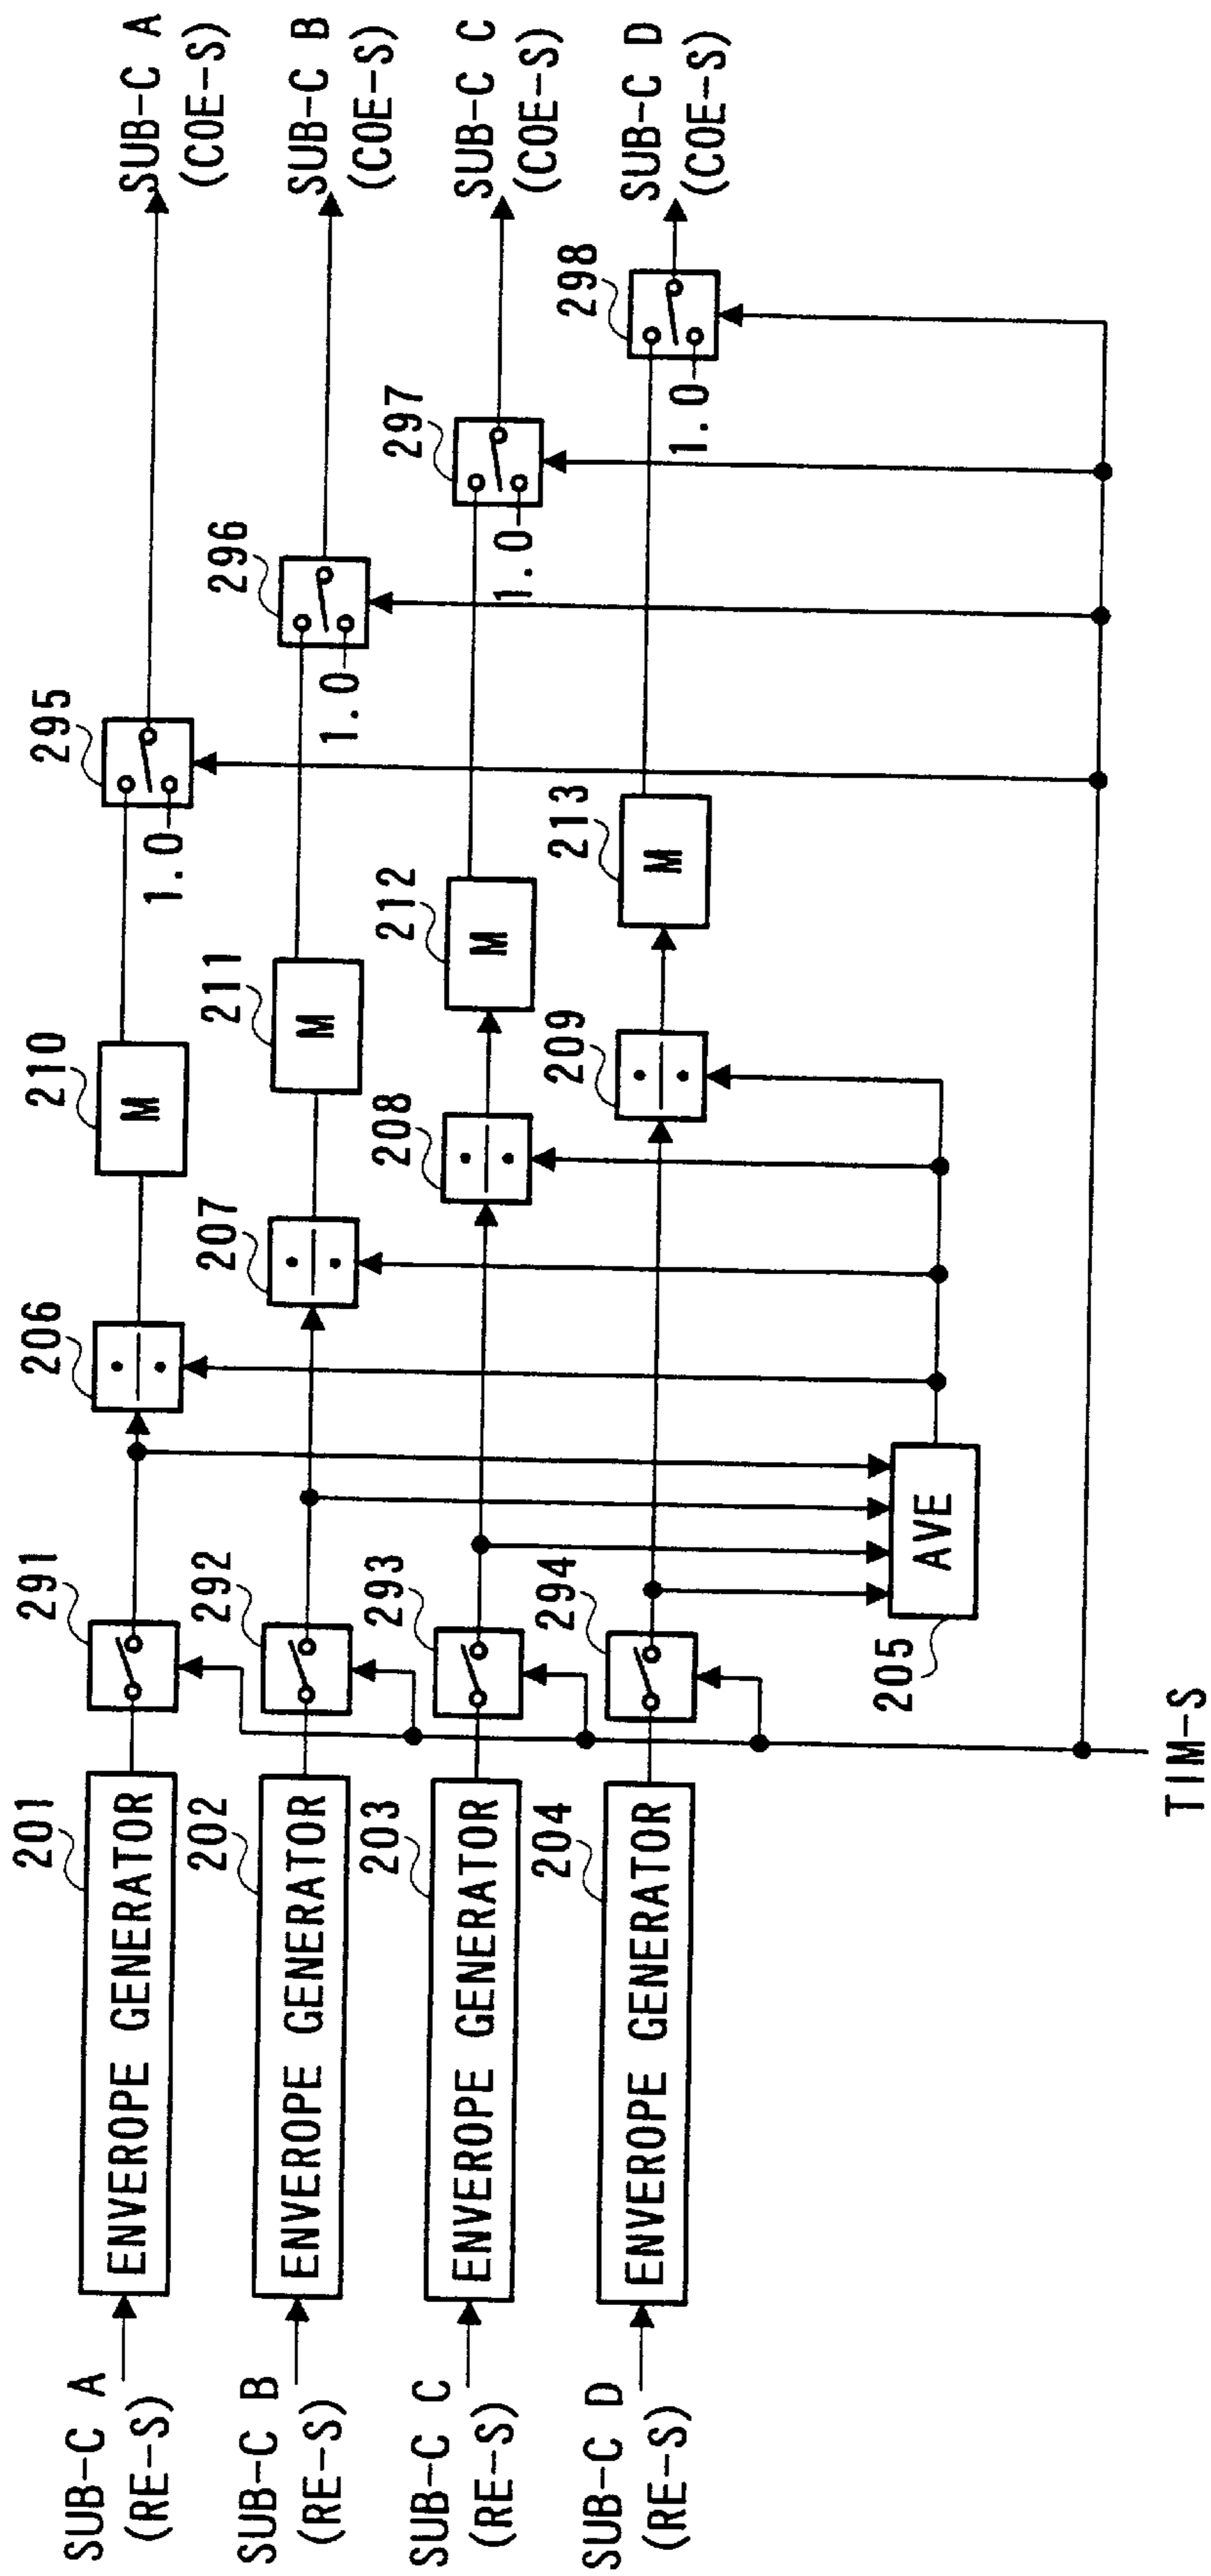 SUB-C A
(RE-S)
ENVEROPE GENERATOR
201
291
206
210
M
295
1.0
SUB-C A
(COE-S)
SUB-C B
(RE-S)
ENVEROPE GENERATOR
202
292
207
211
M
296
1.0
SUB-C B
(COE-S)
SUB-C C
(RE-S)
ENVEROPE GENERATOR
203
293
208
212
M
297
1.0
SUB-C C
(COE-S)
SUB-C D
(RE-S)
ENVEROPE GENERATOR
204
294
209
213
M
298
1.0
SUB-C D
(COE-S)
AVE
205
TIM-S